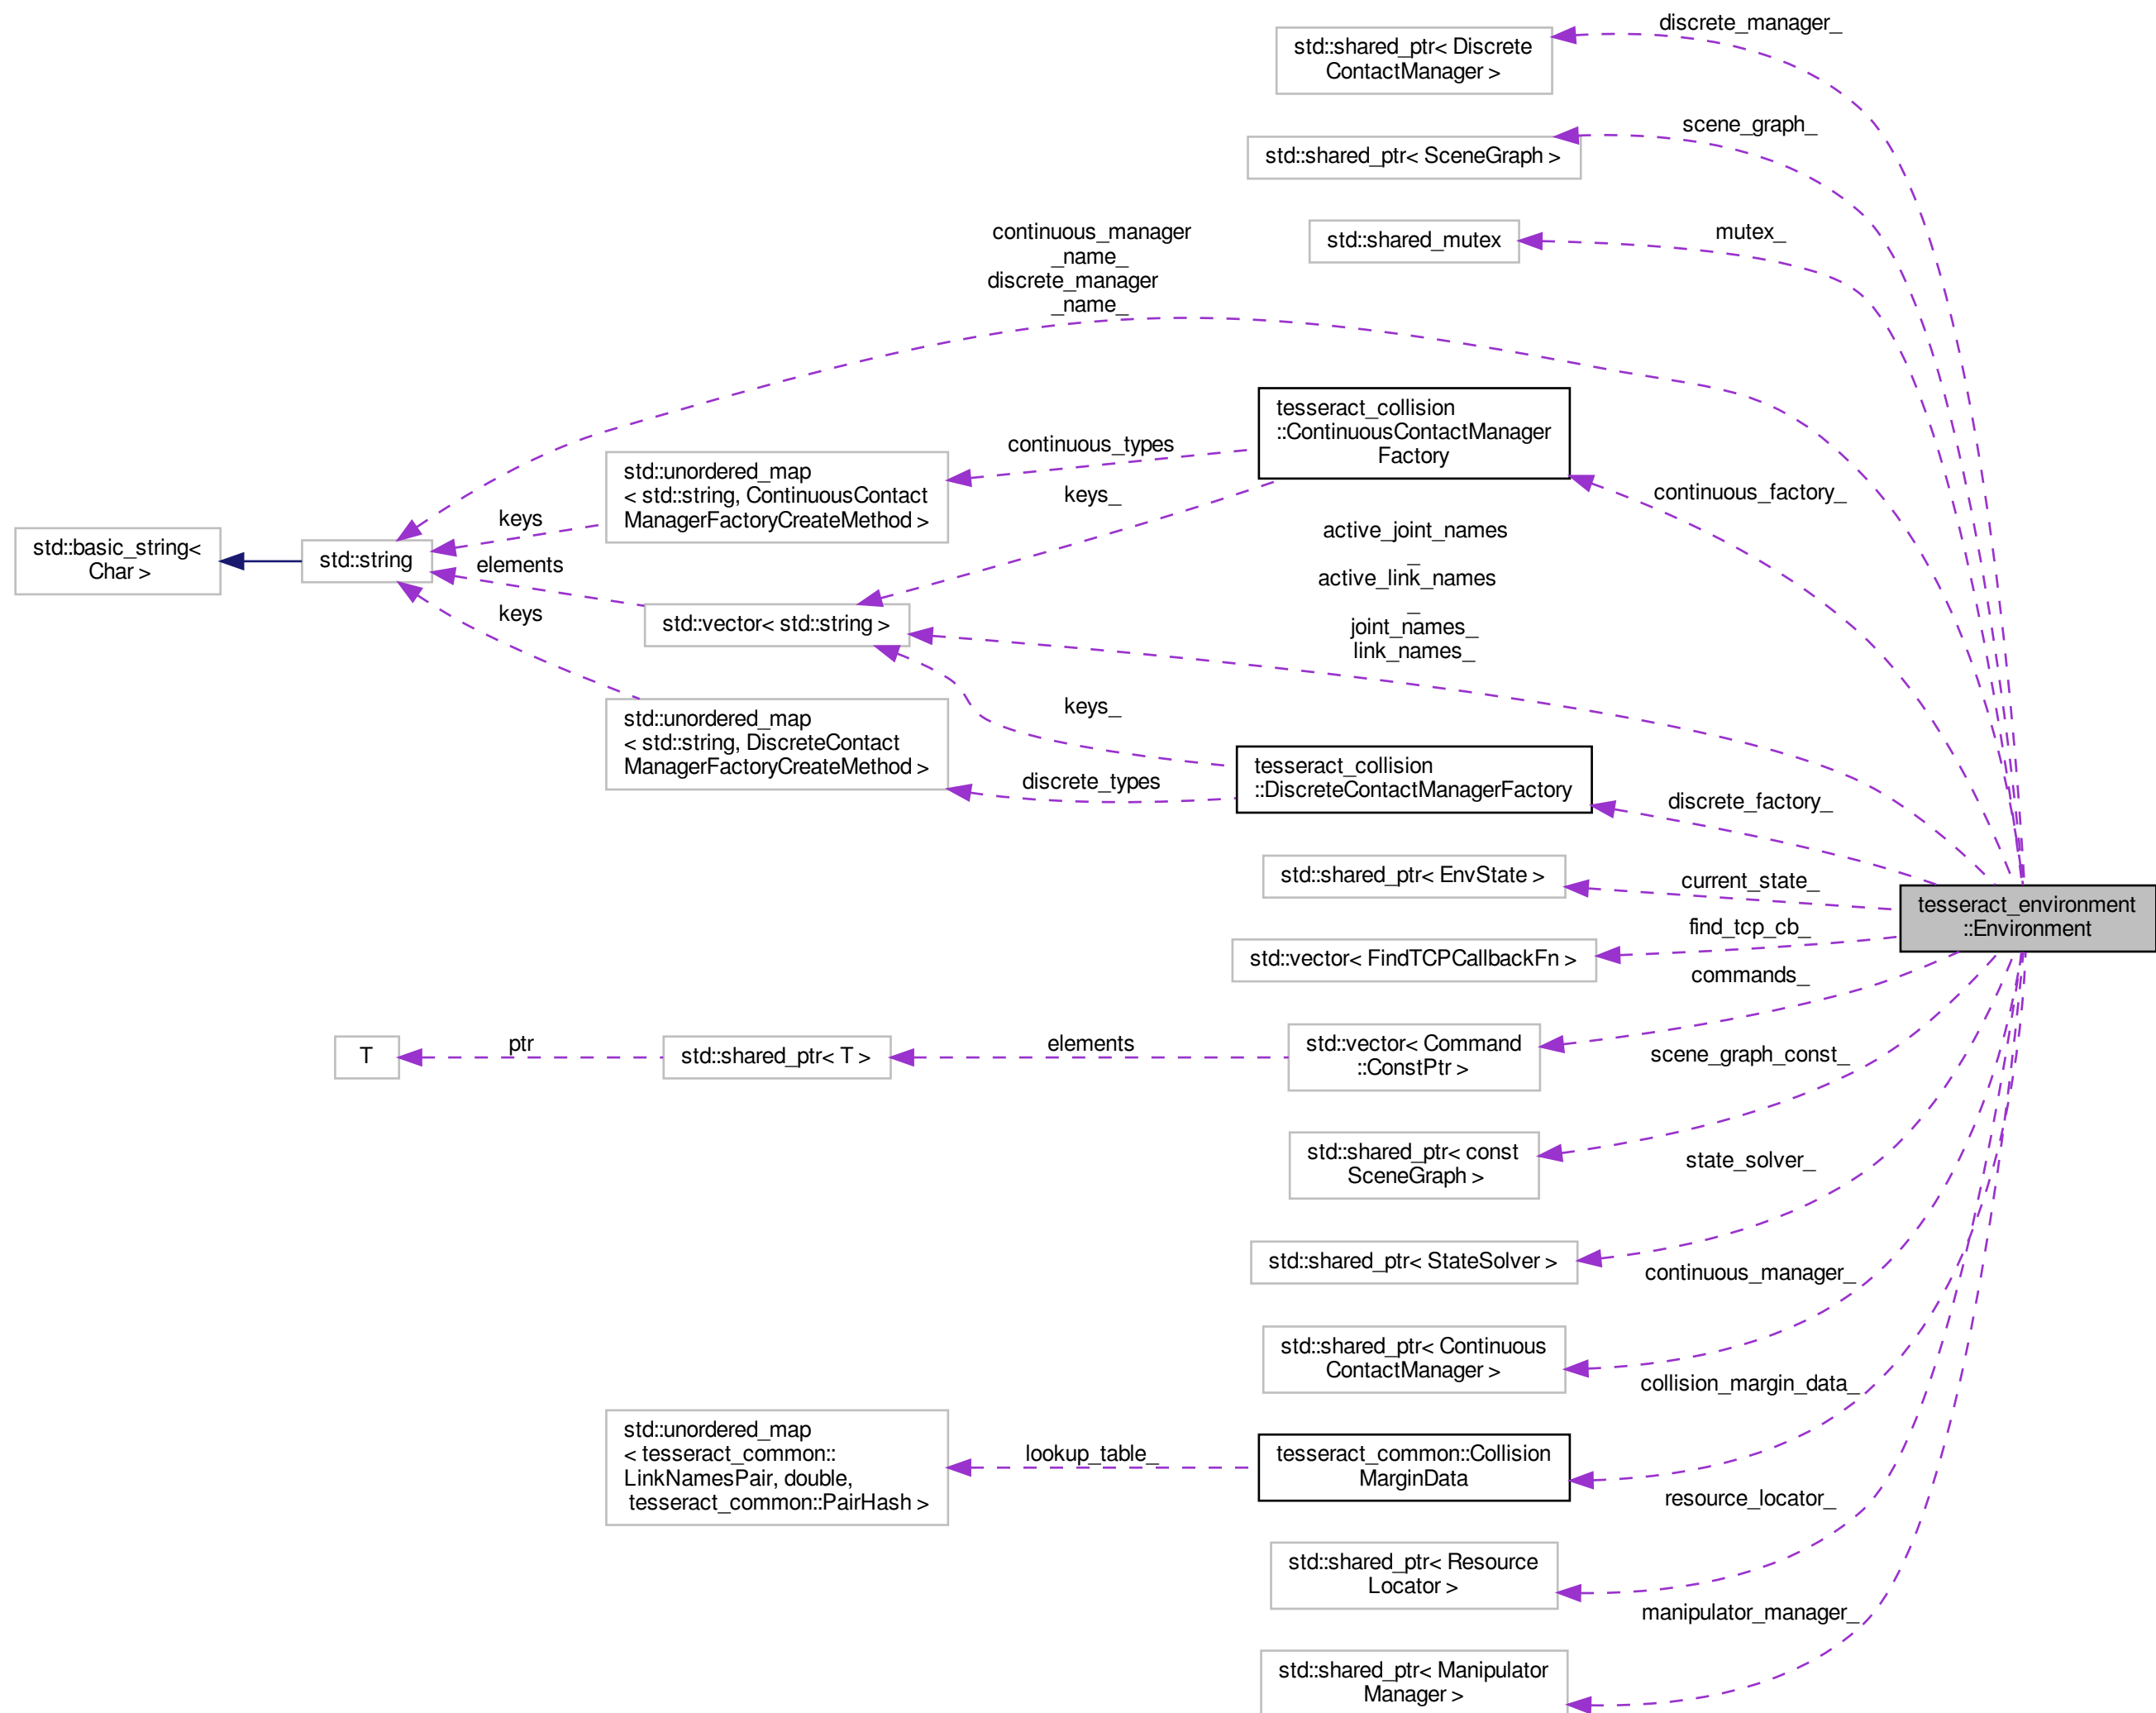 discrete_manager_
std::shared_ptr< Discrete
ContactManager >
scene_graph_
std::shared_ptr< SceneGraph >
mutex_
std::shared_mutex
continuous_manager
_name_
discrete_manager
_name_
tesseract_collision
::ContinuousContactManager
Factory
continuous_types
std::unordered_map
< std::string, ContinuousContact
ManagerFactoryCreateMethod >
keys_
continuous_factory_
keys
std::basic_string<
Char >
std::string
elements
active_joint_names
_
active_link_names
_
joint_names_
link_names_
keys
std::vector< std::string >
std::unordered_map
< std::string, DiscreteContact
ManagerFactoryCreateMethod >
keys_
discrete_types
tesseract_collision
::DiscreteContactManagerFactory
discrete_factory_
std::shared_ptr< EnvState >
current_state_
tesseract_environment
::Environment
find_tcp_cb_
std::vector< FindTCPCallbackFn >
commands_
T
ptr
std::shared_ptr< T >
elements
std::vector< Command
::ConstPtr >
scene_graph_const_
std::shared_ptr< const
SceneGraph >
state_solver_
std::shared_ptr< StateSolver >
continuous_manager_
std::shared_ptr< Continuous
ContactManager >
collision_margin_data_
std::unordered_map
< tesseract_common::
LinkNamesPair, double,
tesseract_common::PairHash >
lookup_table_
tesseract_common::Collision
MarginData
resource_locator_
std::shared_ptr< Resource
Locator >
manipulator_manager_
std::shared_ptr< Manipulator
Manager >